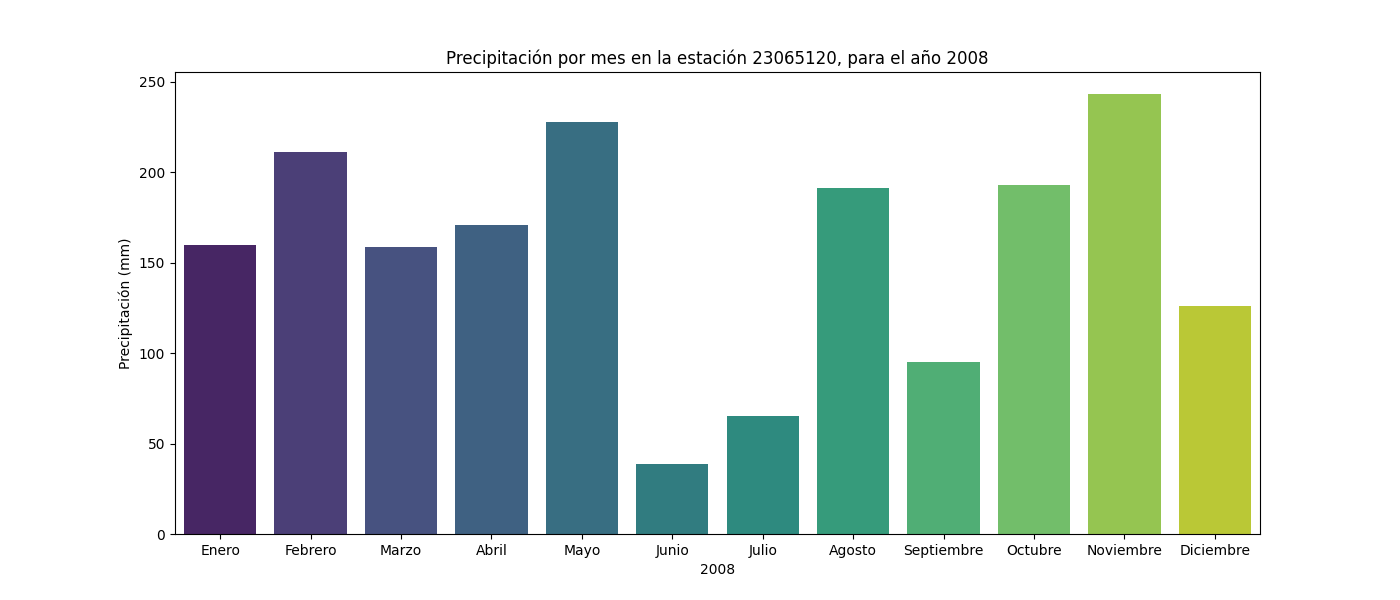 Precipitación por mes en la estación 23065120, para el año 2008
Precipitación (mm)
250
200
150
100
50
0
Enero Febrero Marzo Abril Mayo Junio Julio Agosto Septiembre Octubre Noviembre Diciembre
2008